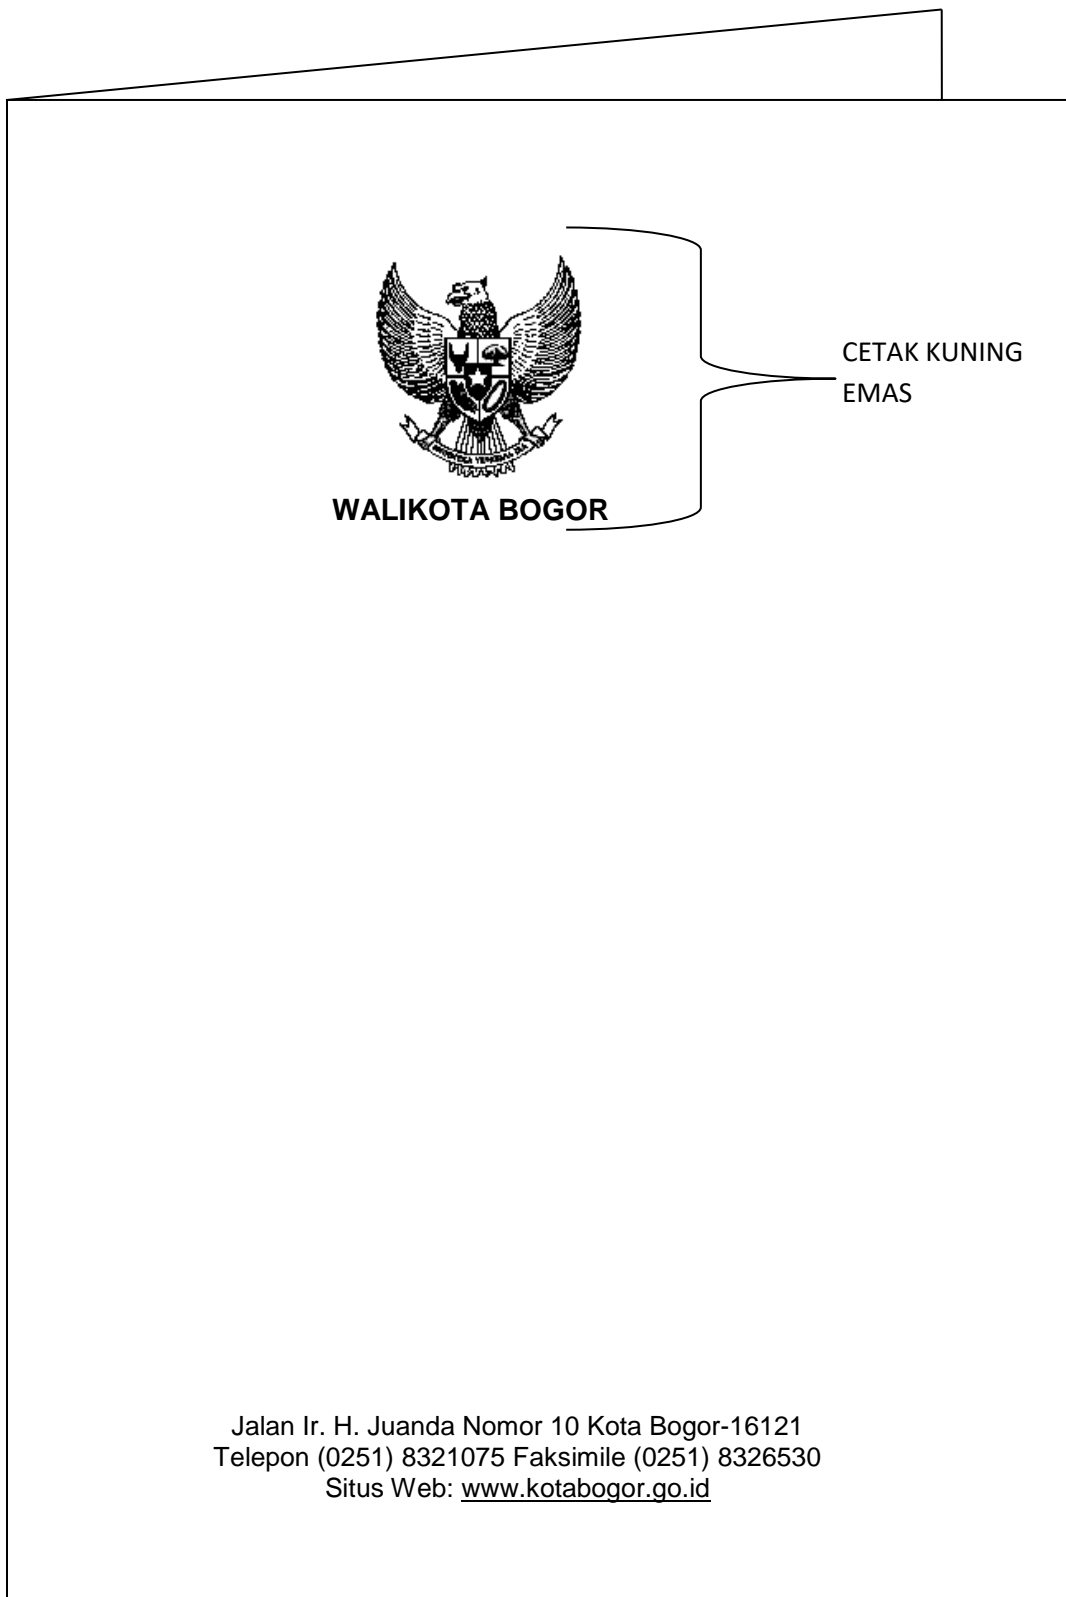 CETAK KUNING
EMAS
WALIKOTA BOGOR
Jalan Ir. H. Juanda Nomor 10 Kota Bogor-16121
Telepon (0251) 8321075 Faksimile (0251) 8326530
Situs Web: www.kotabogor.go.id